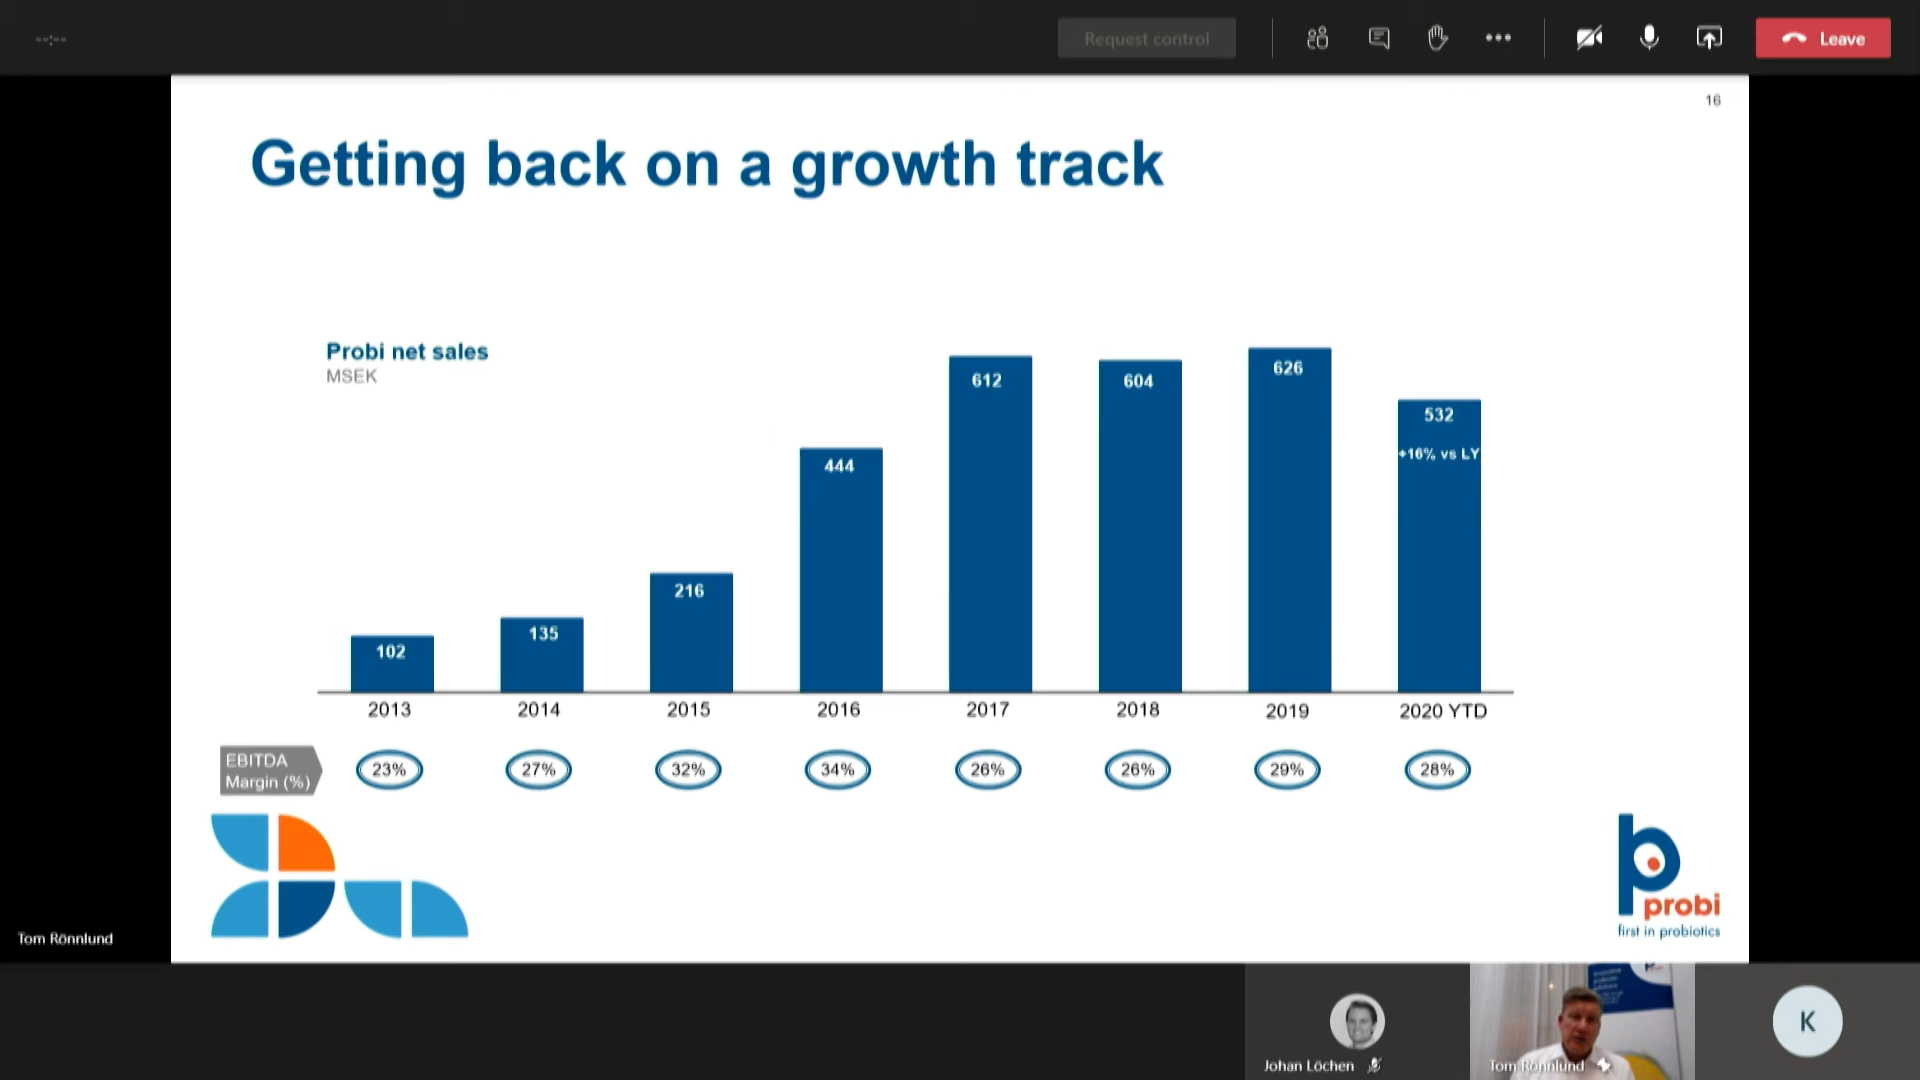 --:--
Request control
Leave
16
Getting back on a growth track
Probi net sales
MSEK
102
135
216
444
612
604
626
532
+16% vs LY
2013
2014
2015
2016
2017
2018
2019
2020 YTD
EBITDA
Margin (%)
23%
27%
32%
34%
26%
26%
29%
28%
probi
first in probiotics
Tom Rönnlund
Johan Löchen
Tom Rönnlund
K